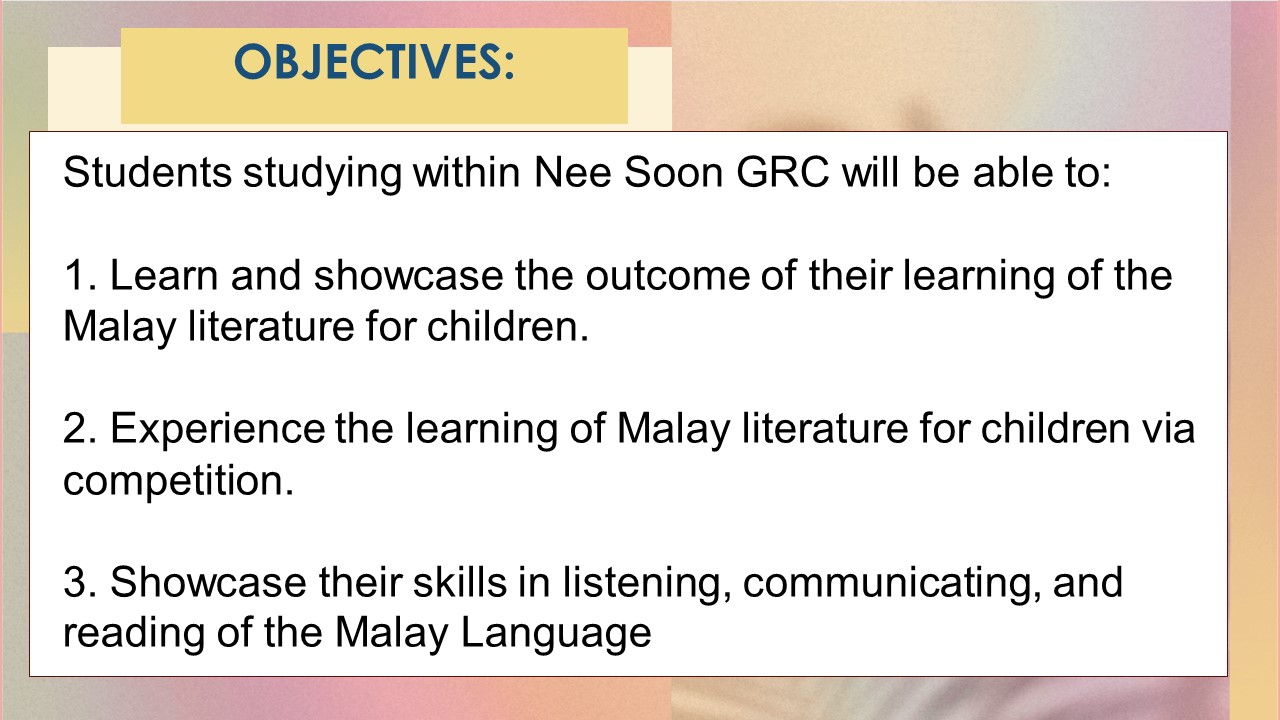 OBJECTIVES:
Students studying within Nee Soon GRC will be able to:
1. Learn and showcase the outcome of their learning of the
Malay literature for children.
2. Experience the learning of Malay literature for children via
competition.
3. Showcase their skills in listening, communicating, and
reading of the Malay Language